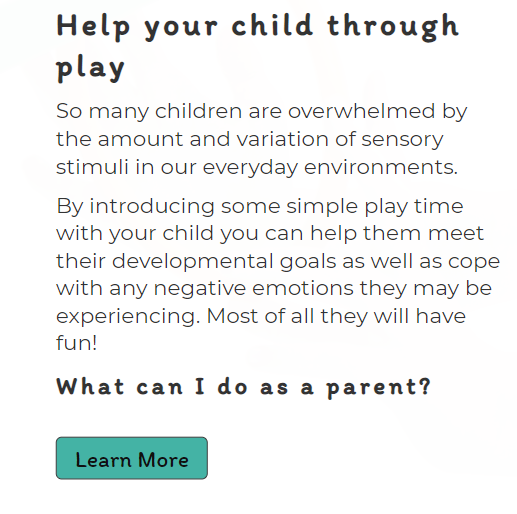 Help your child through
play
So many children are overwhelmed by
the amount and variation of sensory
stimuli in our everyday environments.
By introducing some simple play time
with your child you can help them meet
their developmental goals as well as cope
with any negative emotions they may be
experiencing. Most of all they will have
fun!
What can I do as a parent?
Learn More